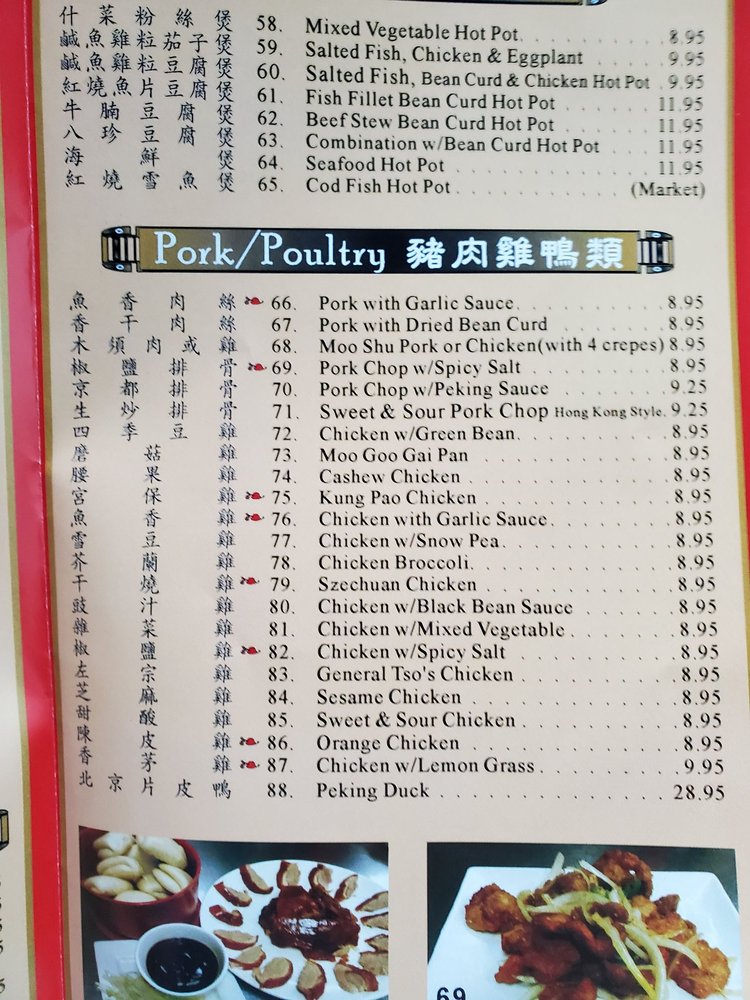 什菜粉絲煲 58. Mixed Vegetable Hot Pot 8.95
鹹魚雞粒茄子煲 59. Salted Fish, Chicken & Eggplant 9.95
鹹魚雞粒豆腐煲 60. Salted Fish, Bean Curd & Chicken Hot Pot 9.95
紅燒魚片豆腐煲 61. Fish Fillet Bean Curd Hot Pot 11.95
牛腩豆腐煲 62. Beef Stew Bean Curd Hot Pot 11.95
八珍豆腐煲 63. Combination w/Bean Curd Hot Pot 11.95
海鮮煲 64. Seafood Hot Pot 11.95
紅燒雪魚煲 65. Cod Fish Hot Pot (Market)
Pork/Poultry 豬肉雞鴨類
魚香肉絲 66. Pork with Garlic Sauce 8.95
香干肉絲 67. Pork with Dried Bean Curd 8.95
木須肉或雞 68. Moo Shu Pork or Chicken(with 4 crepes) 8.95
椒鹽排骨 69. Pork Chop w/Spicy Salt 8.95
京都排骨 70. Pork Chop w/Peking Sauce 9.25
生炒排骨 71. Sweet & Sour Pork Chop Hong Kong Style. 9.25
四季豆雞 72. Chicken w/Green Bean 8.95
磨菇雞 73. Moo Goo Gai Pan 8.95
腰果雞 74. Cashew Chicken 8.95
宮保雞 75. Kung Pao Chicken 8.95
魚香雞 76. Chicken with Garlic Sauce 8.95
雪豆雞 77. Chicken w/Snow Pea 8.95
芥蘭雞 78. Chicken Broccoli 8.95
干燒雞 79. Szechuan Chicken 8.95
豉汁雞 80. Chicken w/Black Bean Sauce 8.95
雜菜雞 81. Chicken w/Mixed Vegetable 8.95
椒鹽雞 82. Chicken w/Spicy Salt 8.95
左宗雞 83. General Tso's Chicken 8.95
芝麻雞 84. Sesame Chicken 8.95
甜酸雞 85. Sweet & Sour Chicken 8.95
陳皮雞 86. Orange Chicken 8.95
香茅雞 87. Chicken w/Lemon Grass 9.95
北京片皮鴨 88. Peking Duck 28.95
69